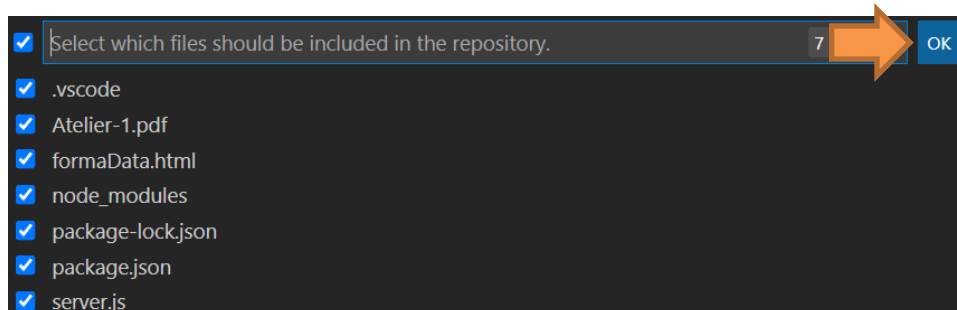 Select which files should be included in the repository. 7 OK
.vscode
Atelier-1.pdf
formaData.html
node_modules
package-lock.json
package.json
server.js